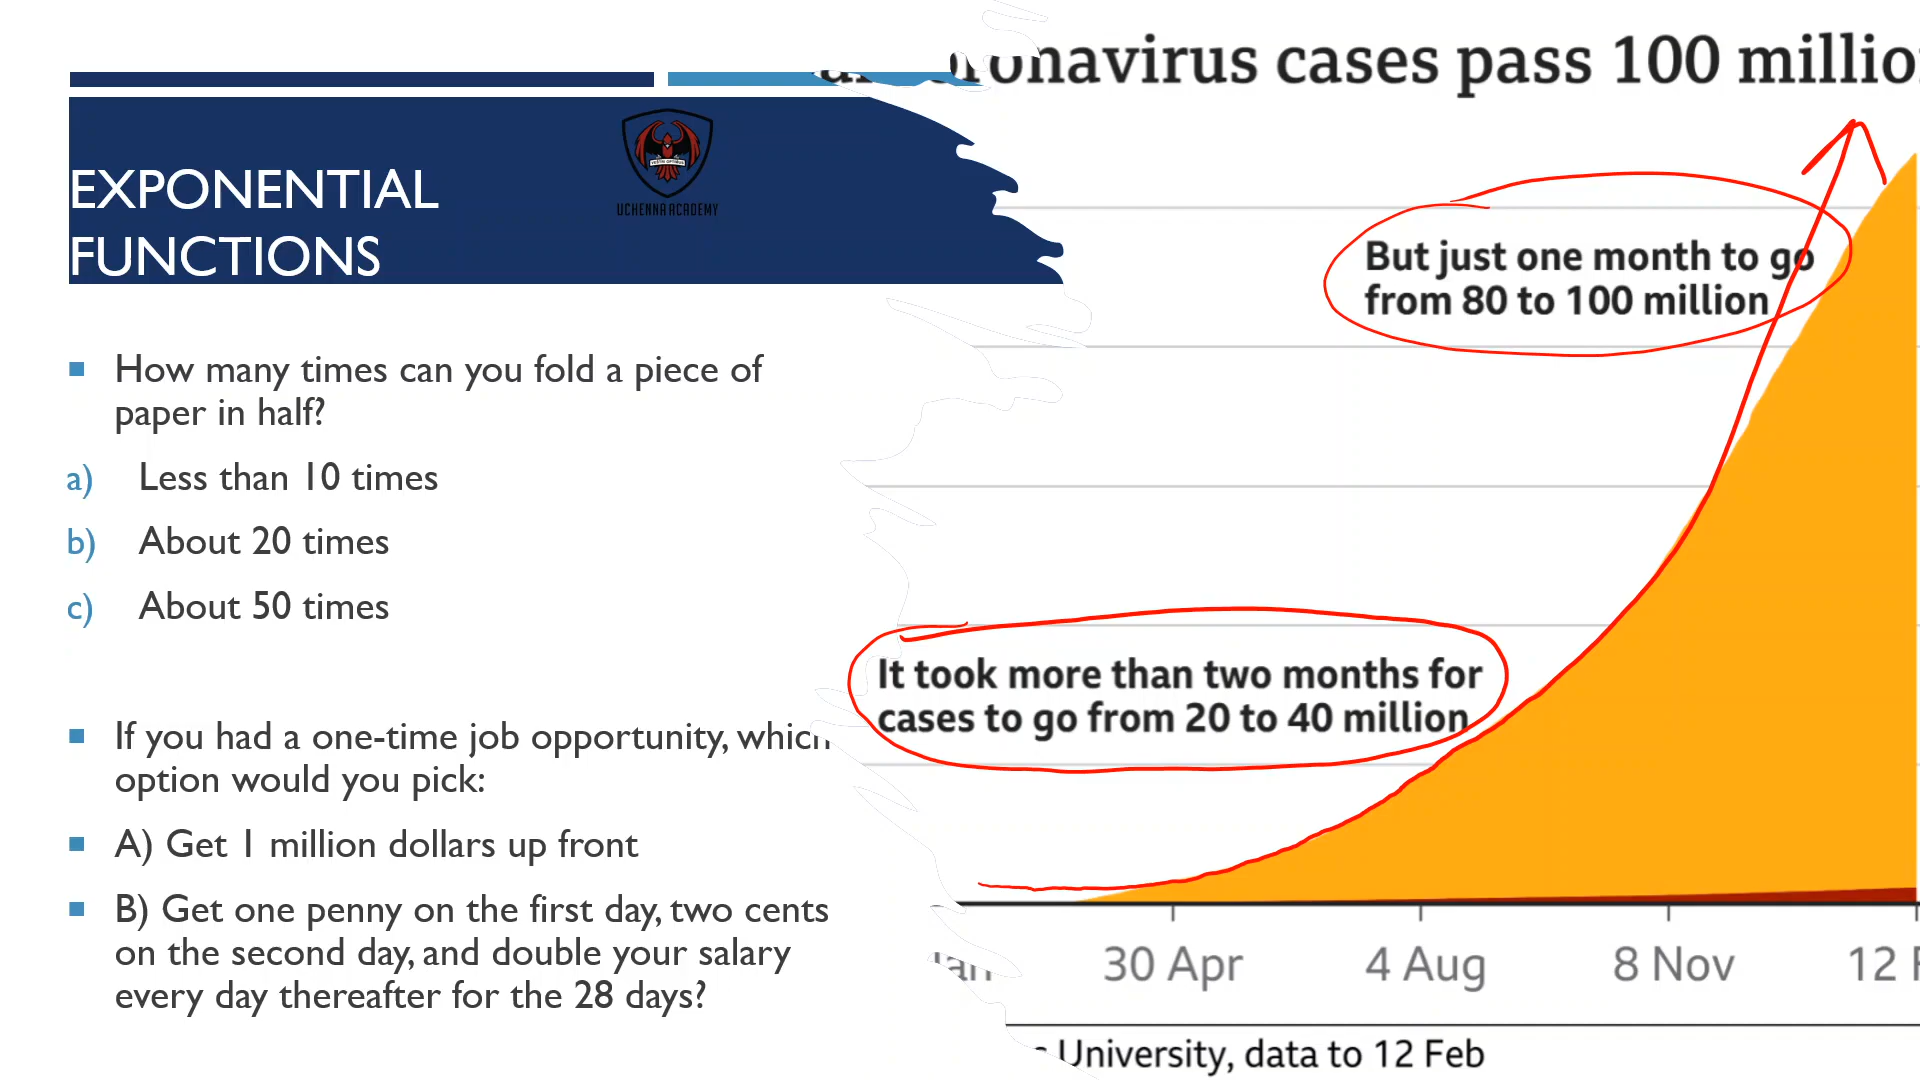 oronavirus cases pass 100 millio
EXPONENTIAL
FUNCTIONS
UCHENNA ACADEMY
How many times can you fold a piece of
paper in half?
a) Less than 10 times
b) About 20 times
c) About 50 times
If you had a one-time job opportunity, which
option would you pick:
A) Get 1 million dollars up front
B) Get one penny on the first day, two cents
on the second day, and double your salary
every day thereafter for the 28 days?
But just one month to go
from 80 to 100 million
It took more than two months for
cases to go from 20 to 40 million
Jan 30 Apr 4 Aug 8 Nov 12 F
University, data to 12 Feb